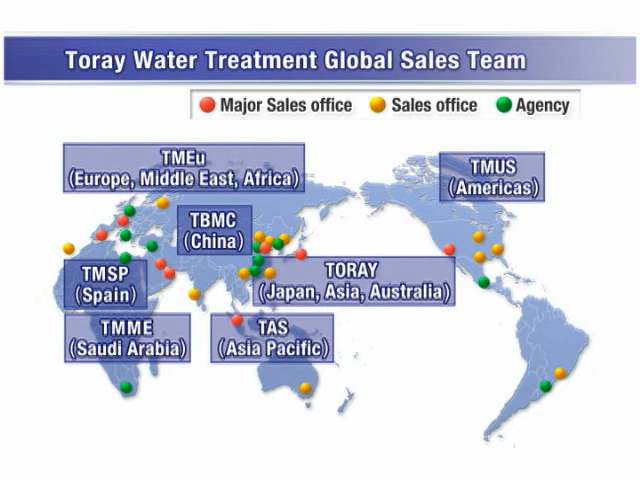 Toray Water Treatment Global Sales Team
Major Sales office Sales office Agency
TMEu
(Europe, Middle East, Africa)
TMUS
(Americas)
TBMC
(China)
TMSP
(Spain)
TORAY
(Japan, Asia, Australia)
TMME
(Saudi Arabia)
TAS
(Asia Pacific)